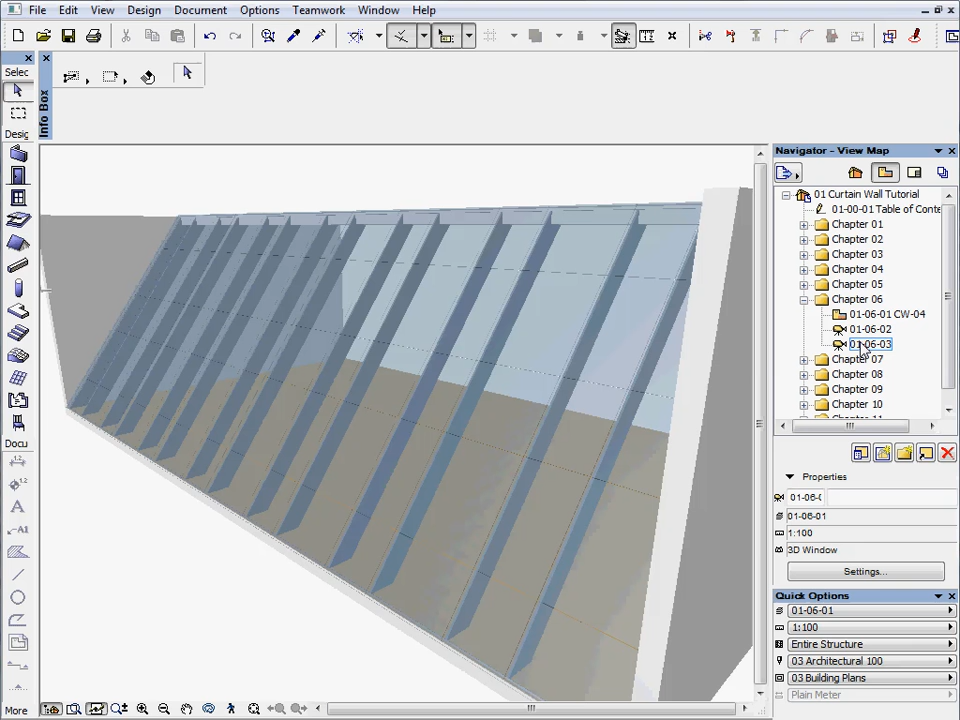 File Edit View Design Document Options Teamwork Window Help
Selec
Info Box
Desig
Docu
More
Navigator - View Map
01 Curtain Wall Tutorial
01-00-01 Table of Conte
Chapter 01
Chapter 02
Chapter 03
Chapter 04
Chapter 05
Chapter 06
01-06-01 CW-04
01-06-02
01-06-03
Chapter 07
Chapter 08
Chapter 09
Chapter 10
Properties
01-06-(
01-06-01
1:100
3D Window
Settings...
Quick Options
01-06-01
1:100
Entire Structure
03 Architectural 100
03 Building Plans
Plain Meter